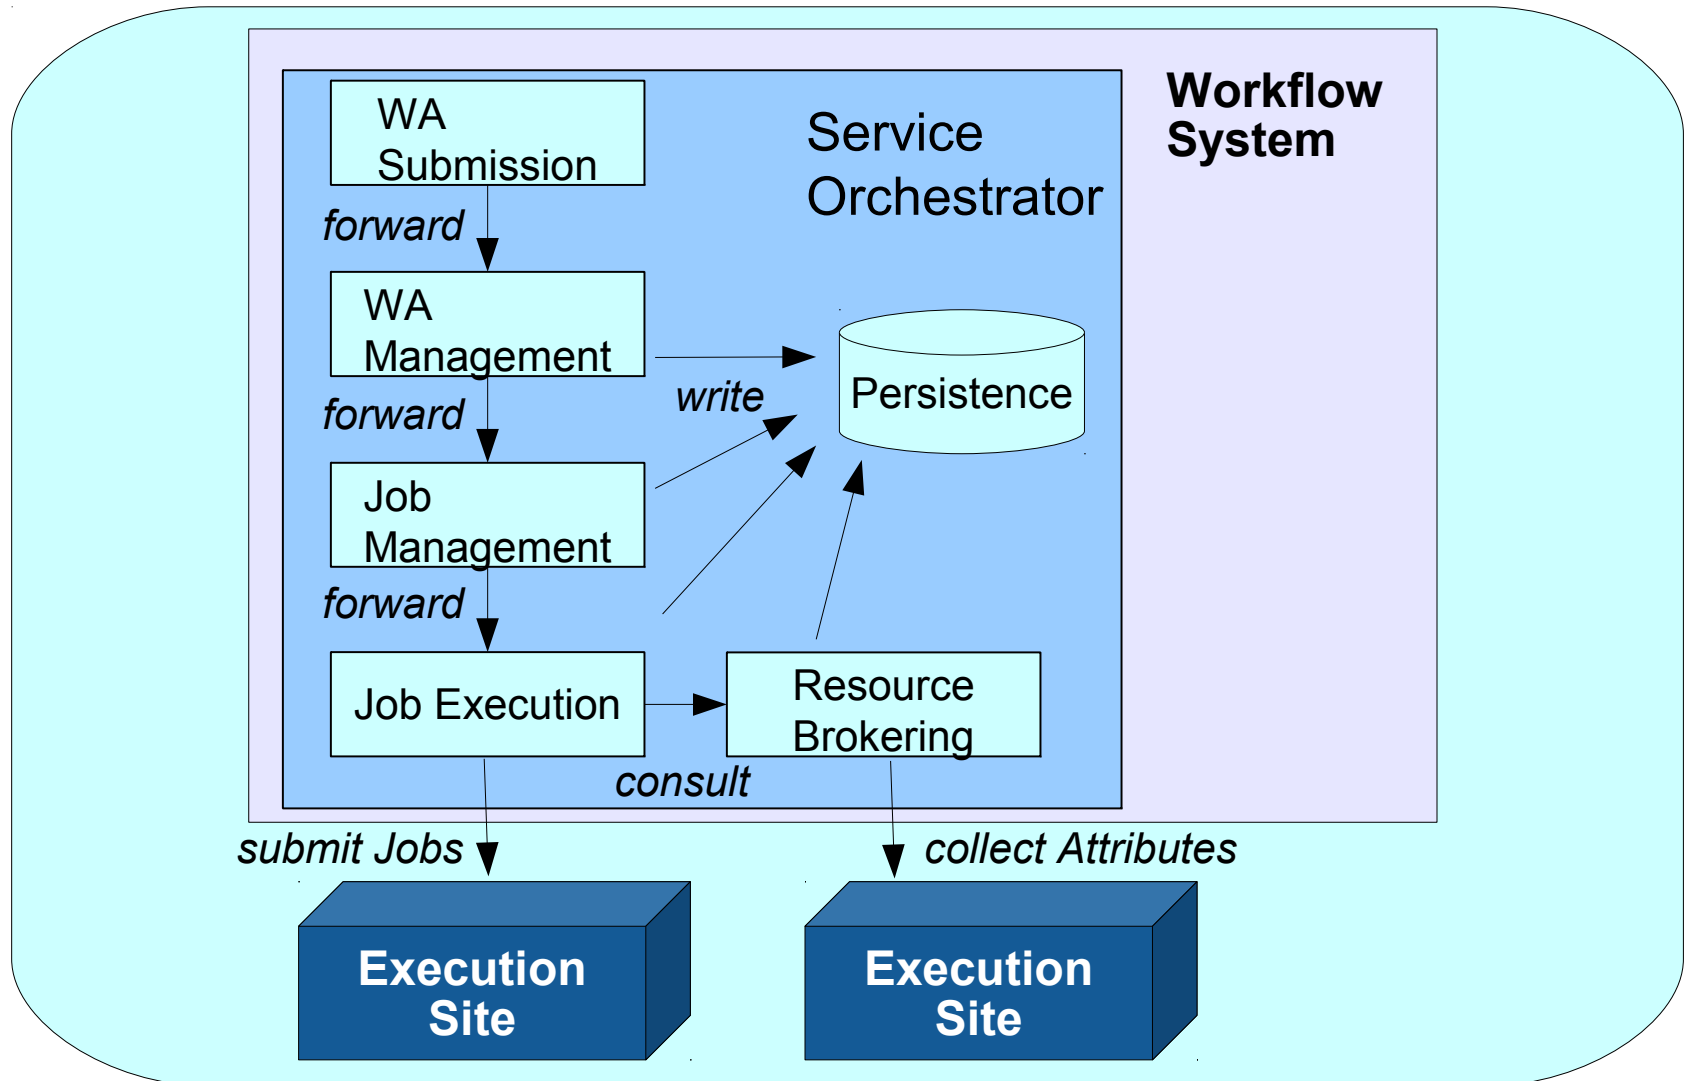 WA
Submission
Service
Orchestrator
Workflow
System
forward
WA
Management
write
Persistence
forward
Job
Management
forward
Job Execution
Resource
Brokering
consult
submit Jobs
collect Attributes
Execution
Site
Execution
Site